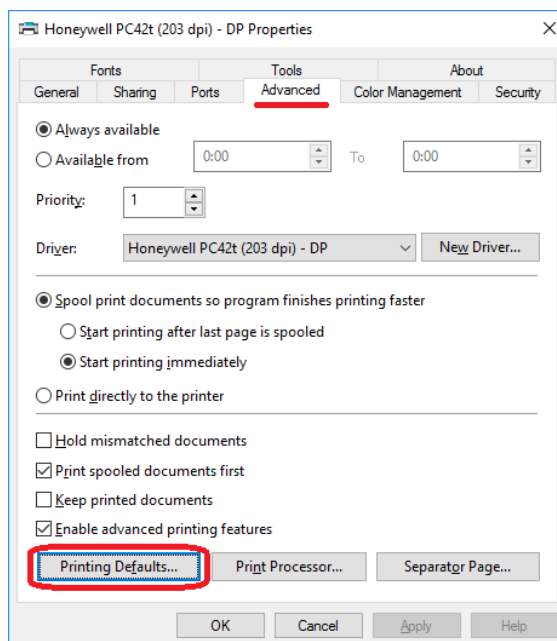 Honeywell PC42t (203 dpi) - DP Properties
Fonts Tools About
General Sharing Ports Advanced Color Management Security
Always available
Available from 0:00 To 0:00
Priority: 1
Driver: Honeywell PC42t (203 dpi) - DP New Driver...
Spool print documents so program finishes printing faster
Start printing after last page is spooled
Start printing immediately
Print directly to the printer
Hold mismatched documents
Print spooled documents first
Keep printed documents
Enable advanced printing features
Printing Defaults... Print Processor... Separator Page...
OK Cancel Apply Help